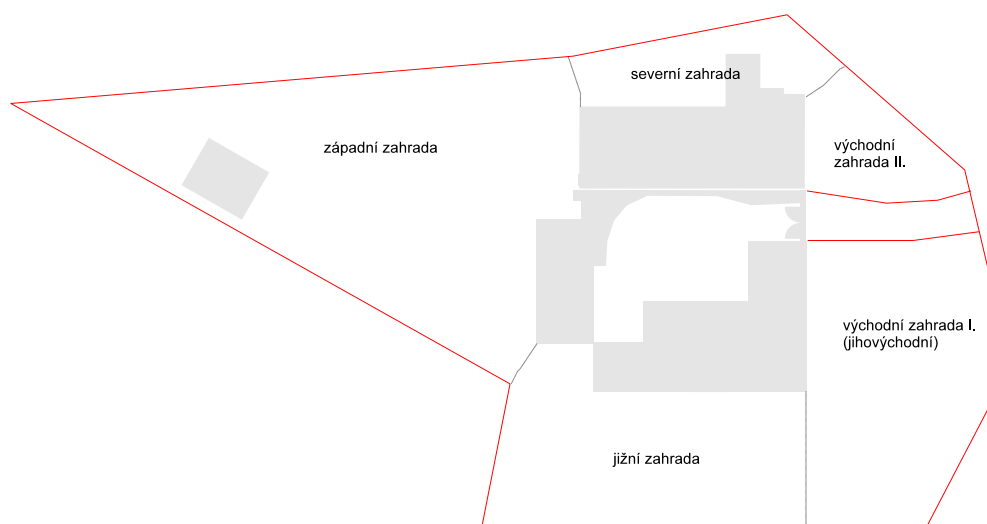 severní zahrada
západní zahrada
východní
zahrada II.
východní zahrada I.
(jihovýchodní)
jižní zahrada